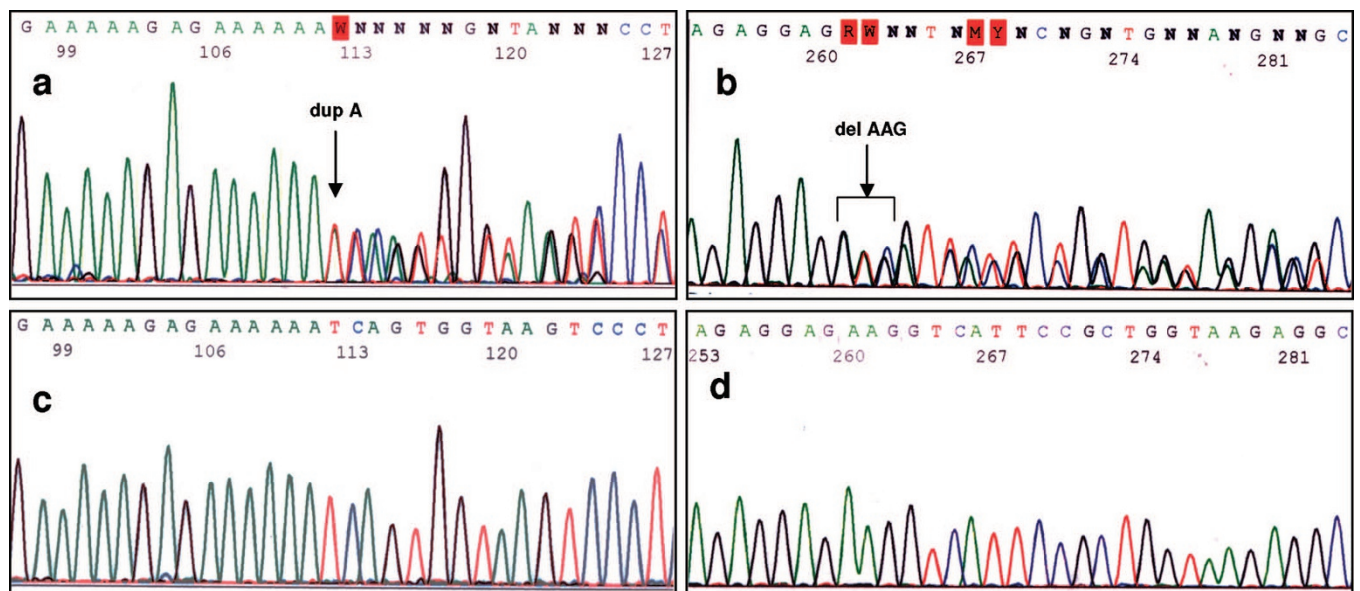 G A A A A A G A G A A A A A A W N N N N N G N T A N N N C C T
99 106 113 120 127
a
dup A
A G A G G A G R W N N T N M Y N C N G N T G N N A N G N N G C
260 267 274 281
b
del AAG
G A A A A A G A G A A A A A A T C A G T G G T A A G T C C C T
99 106 113 120 127
c
A G A G G A G A A G G T C A T T C C G C T G G T A A G A G G C
253 260 267 274 281
d